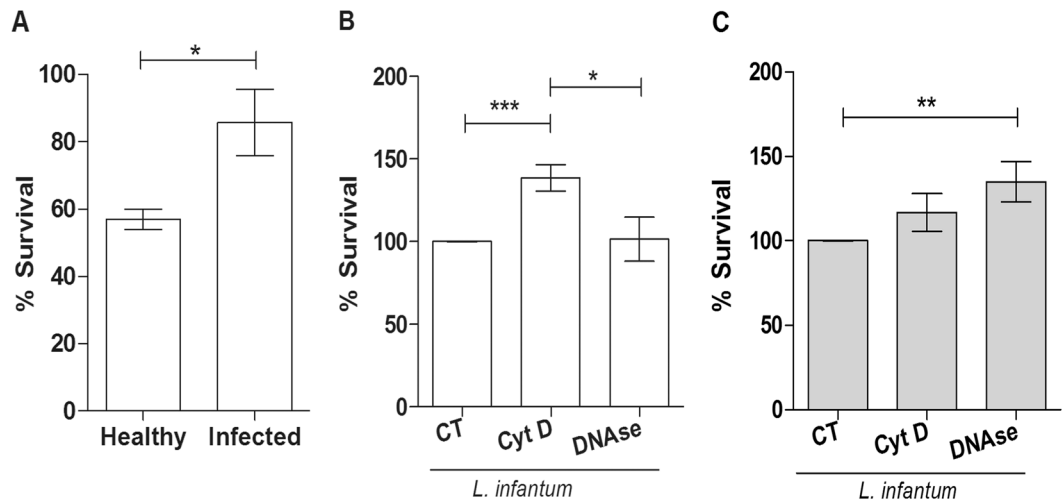 A
% Survival
100
80
60
40
20
0
*
Healthy
Infected
B
% Survival
200
150
100
50
0
***
*
CT
Cyt D
DNAse
L. infantum
C
% Survival
200
150
100
50
0
**
CT
Cyt D
DNAse
L. infantum